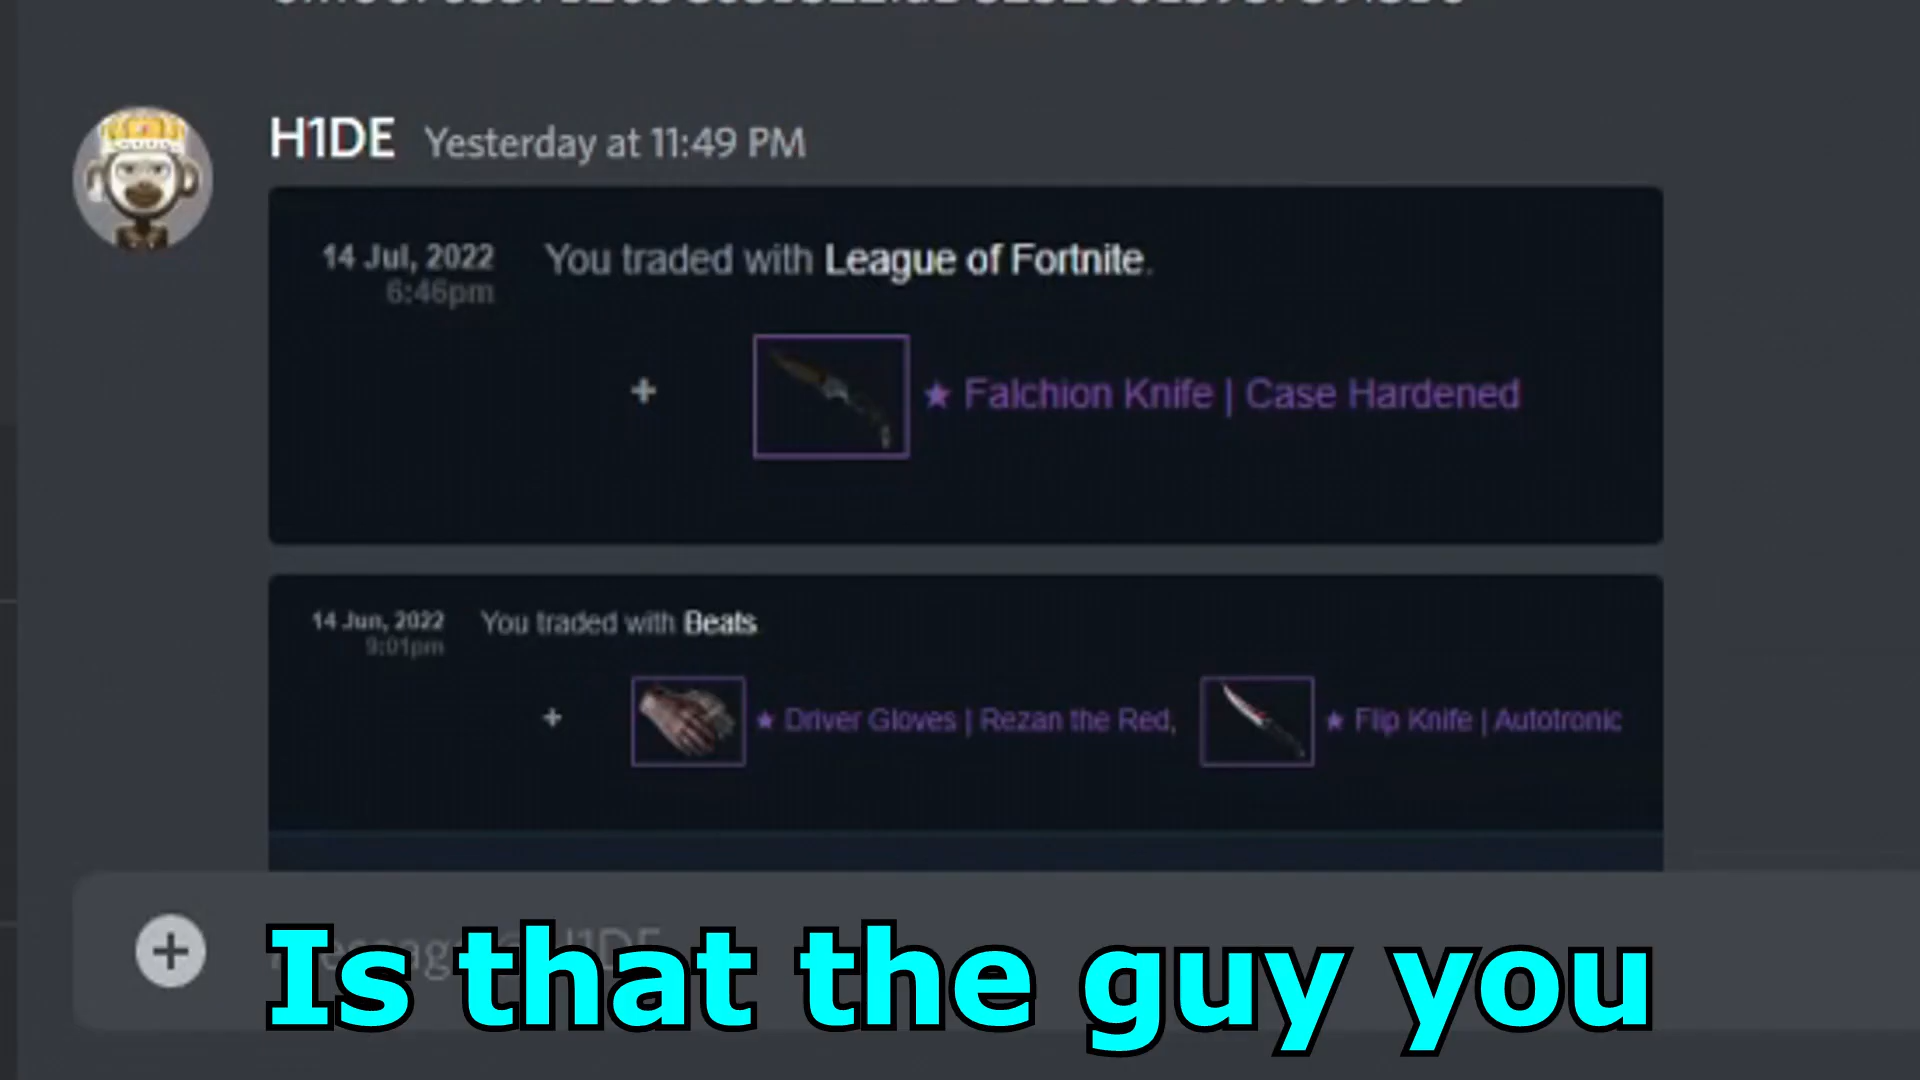 H1DE Yesterday at 11:49 PM
14 Jul, 2022 You traded with League of Fortnite.
6:46pm
+ ★ Falchion Knife | Case Hardened
14 Jun, 2022 You traded with Beats.
9:01pm
+ ★ Driver Gloves | Rezan the Red, ★ Flip Knife | Autotronic
Is that the guy you